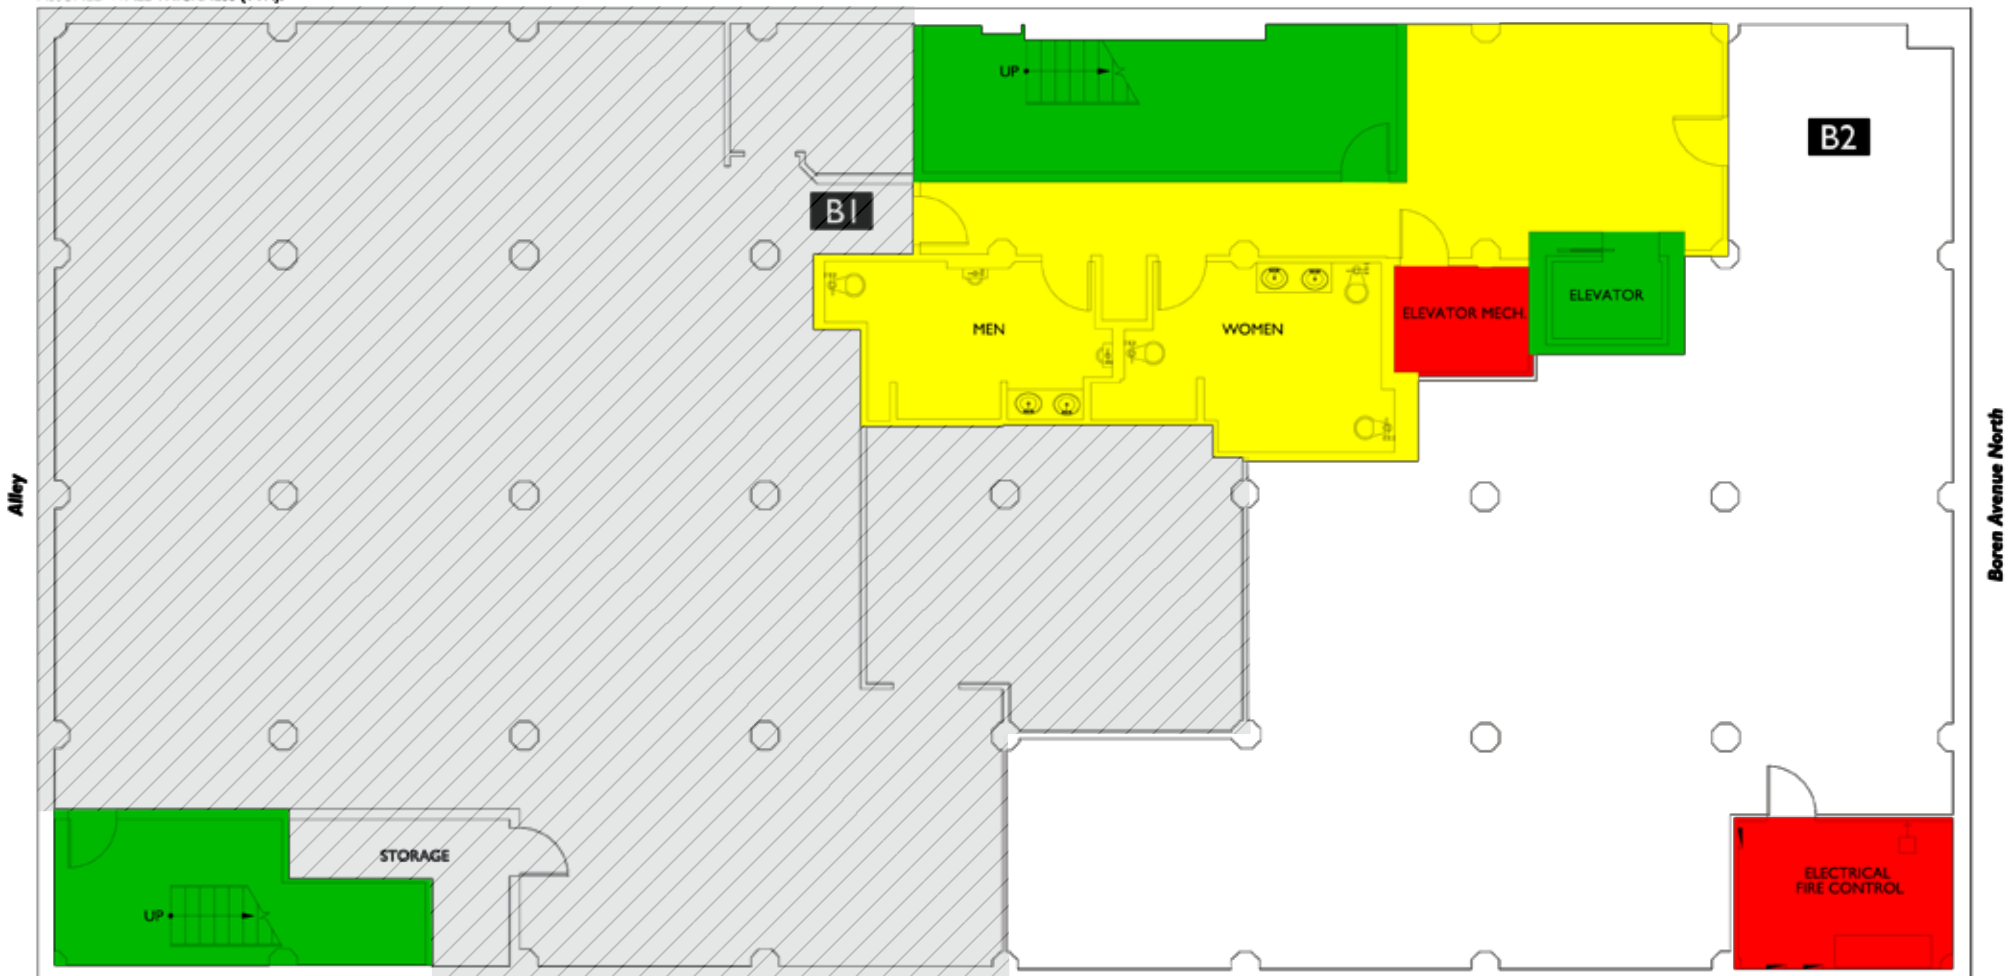 UP
B2
B1
ELEVATOR
ELEVATOR MECH.
MEN
WOMEN
Alley
Boren Avenue North
STORAGE
ELECTRICAL
FIRE CONTROL
UP